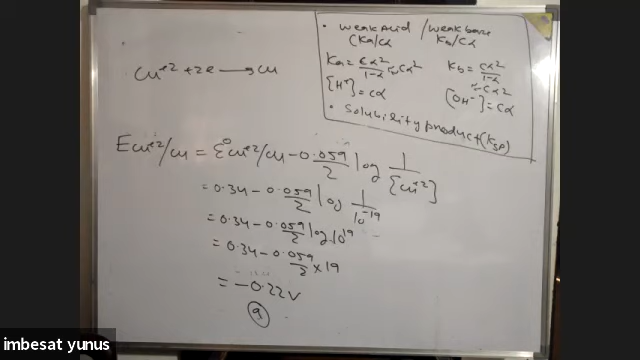 Cu+2 + 2e ⟶ Cu
• weak acid / weak base
(Ka/Cα Kb/Cα
Ka = Cα²/1-α ≈ Cα² Kb = Cα²/1-α
≈ Cα²
[H+] = Cα [OH-] = Cα
• solubility product (Ksp)
ECu+2/Cu = E°Cu+2/Cu - 0.059/2 log 1/[Cu+2]
= 0.34 - 0.059/2 log 1/10^-19
= 0.34 - 0.059/2 log 10^19
= 0.34 - 0.059/2 × 19
= -0.22V
(a)
imbesat yunus